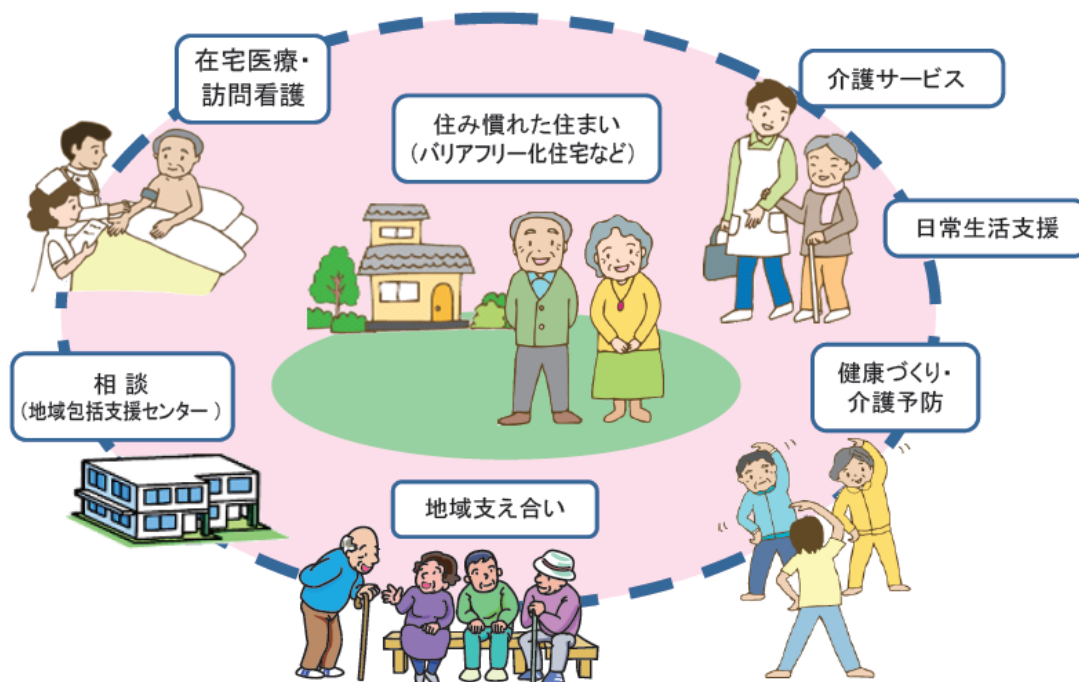 在宅医療・
訪問看護
住み慣れた住まい
（バリアフリー化住宅など）
介護サービス
日常生活支援
相 談
（地域包括支援センター ）
健康づくり・
介護予防
地域支え合い